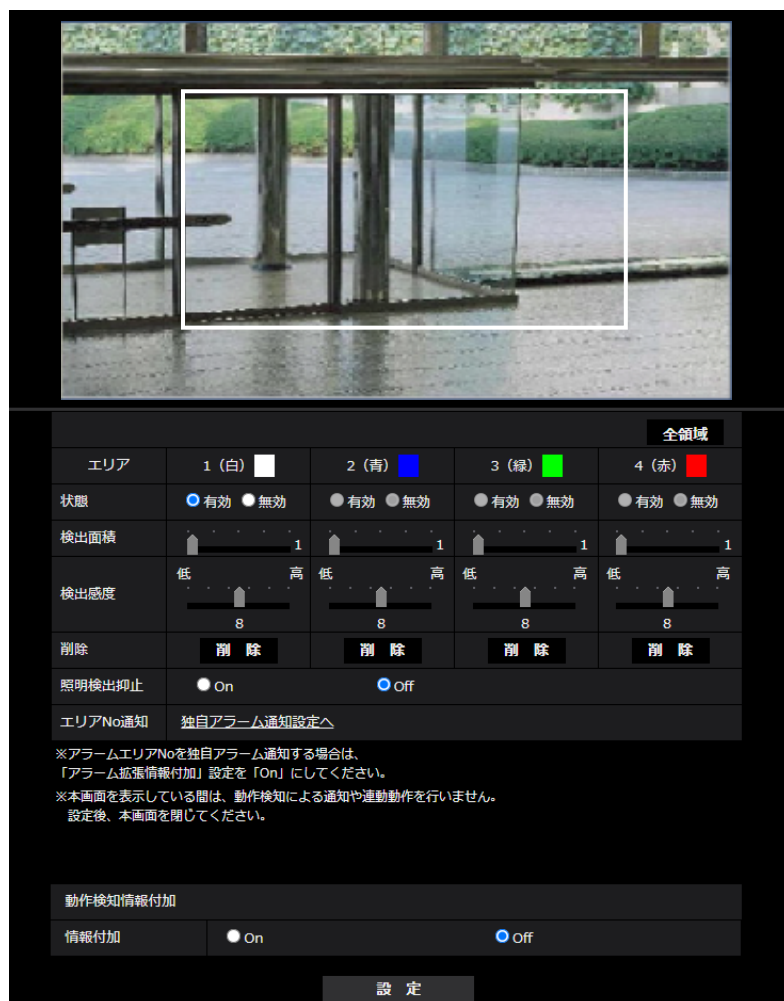 全領域
エリア 1（白） 2（青） 3（緑） 4（赤）
状態 有効 無効 有効 無効 有効 無効 有効 無効
検出面積 1 1 1 1
低 高 低 高 低 高 低 高
検出感度
8 8 8 8
削除 削 除 削 除 削 除 削 除
照明検出抑止 On Off
エリアNo通知 独自アラーム通知設定へ
※アラームエリアNoを独自アラーム通知する場合は、
「アラーム拡張情報付加」設定を「On」にしてください。
※本画面を表示している間は、動作検知による通知や連動動作を行いません。
設定後、本画面を閉じてください。
動作検知情報付加
情報付加 On Off
設 定